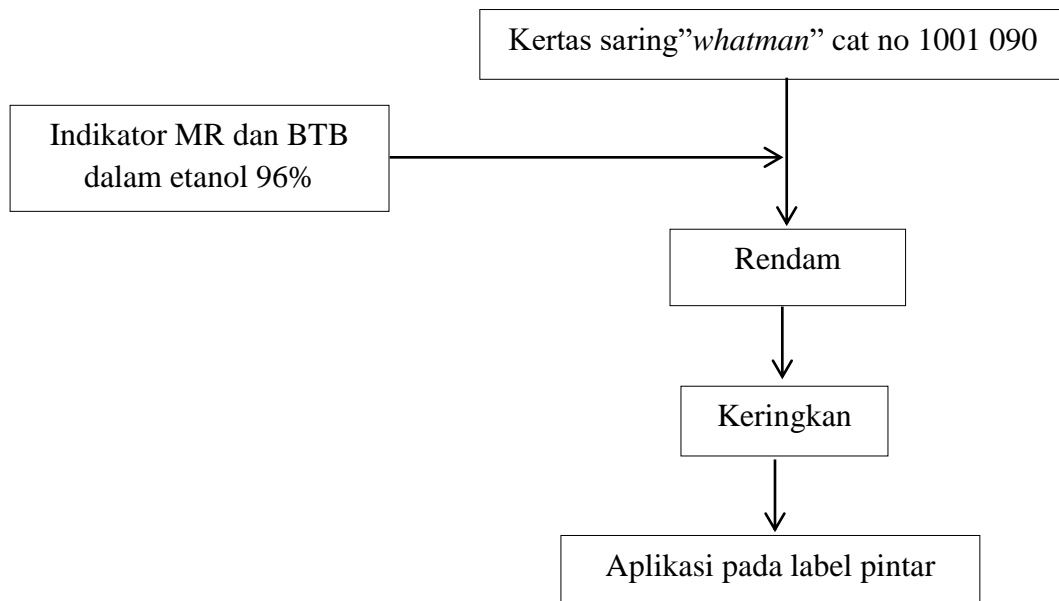 Kertas saring”whatman” cat no 1001 090
Indikator MR dan BTB
dalam etanol 96%
Rendam
Keringkan
Aplikasi pada label pintar